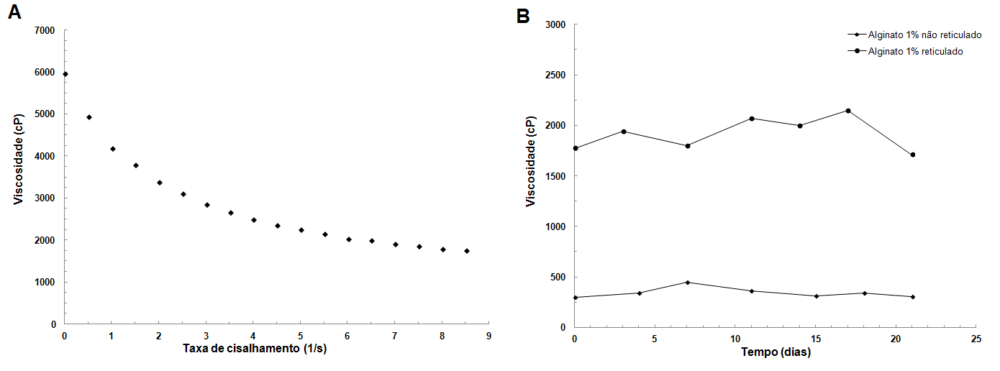 A
7000
6000
5000
4000
3000
2000
1000
0
Viscosidade (cP)
0 1 2 3 4 5 6 7 8 9
Taxa de cisalhamento (1/s)
B
3000
2500
2000
1500
1000
500
0
Viscosidade (cP)
Alginato 1% não reticulado
Alginato 1% reticulado
0 5 10 15 20 25
Tempo (dias)